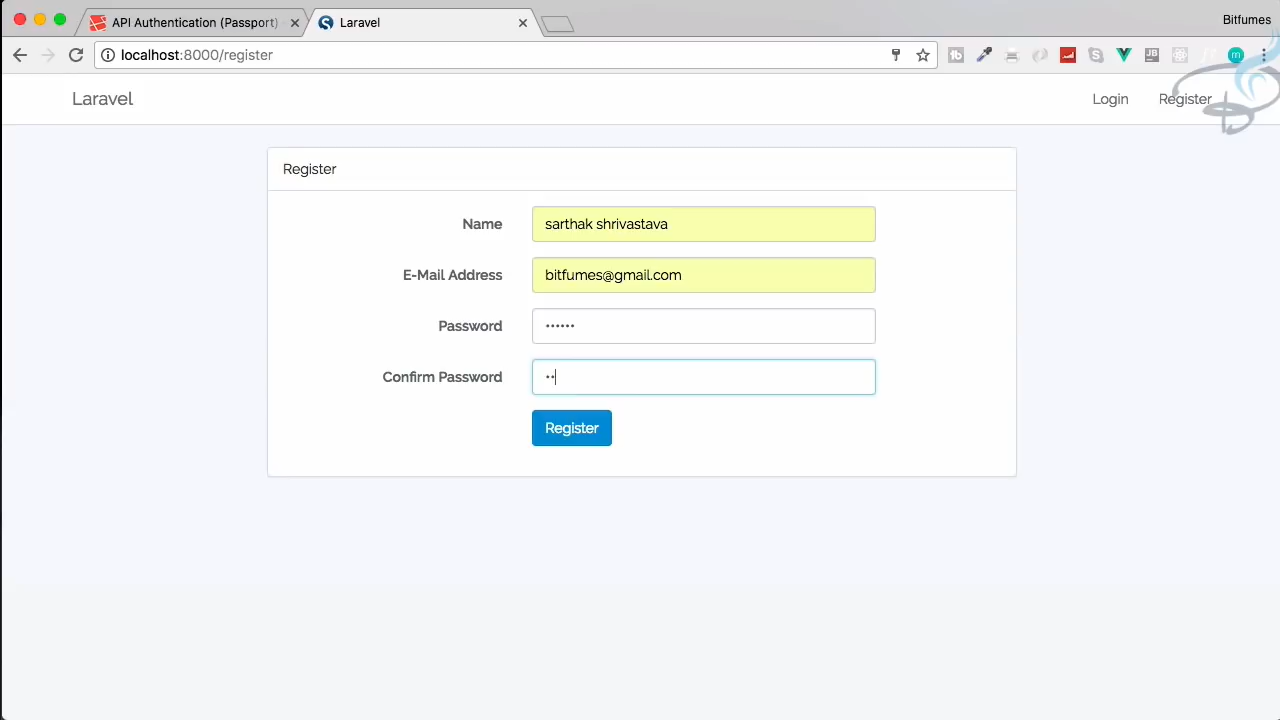 API Authentication (Passport)
Laravel
Bitfumes
localhost:8000/register
Laravel
Login
Register
Register
Name
sarthak shrivastava
E-Mail Address
bitfumes@gmail.com
Password
••••••
Confirm Password
••
Register